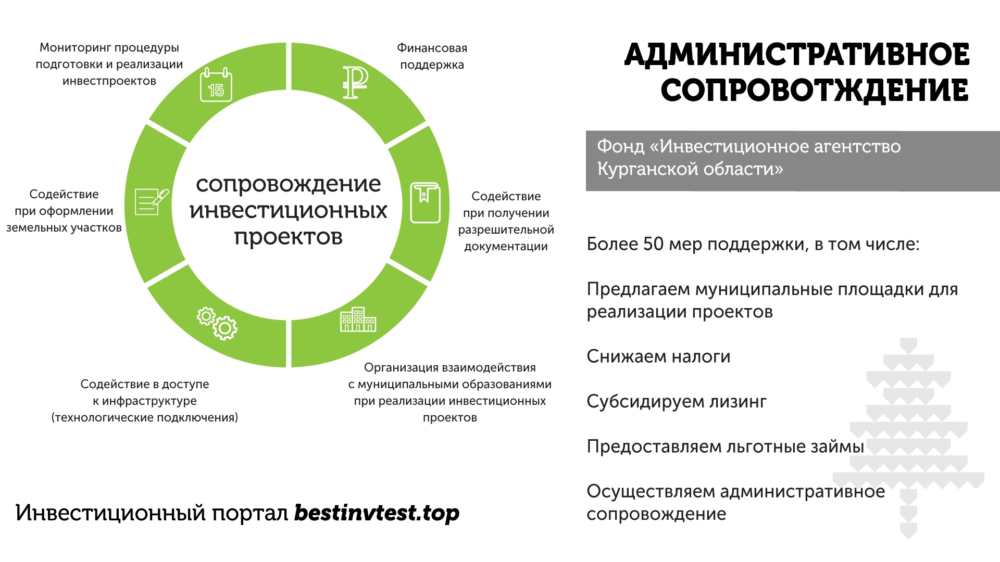 АДМИНИСТРАТИВНОЕ
СОПРОВОТЖДЕНИЕ
Фонд «Инвестиционное агентство
Курганской области»
Мониторинг процедуры
подготовки и реализации
инвестпроектов
15
Финансовая
поддержка
Содействие
при оформлении
земельных участков
сопровождение
инвестиционных
проектов
Содействие
при получении
разрешительной
документации
Содействие в доступе
к инфраструктуре
(технологические подключения)
Организация взаимодействия
с муниципальными образованиями
при реализации инвестиционных
проектов
Более 50 мер поддержки, в том числе:
Предлагаем муниципальные площадки для
реализации проектов
Снижаем налоги
Субсидируем лизинг
Предоставляем льготные займы
Осуществляем административное
сопровождение
Инвестиционный портал bestinvtest.top